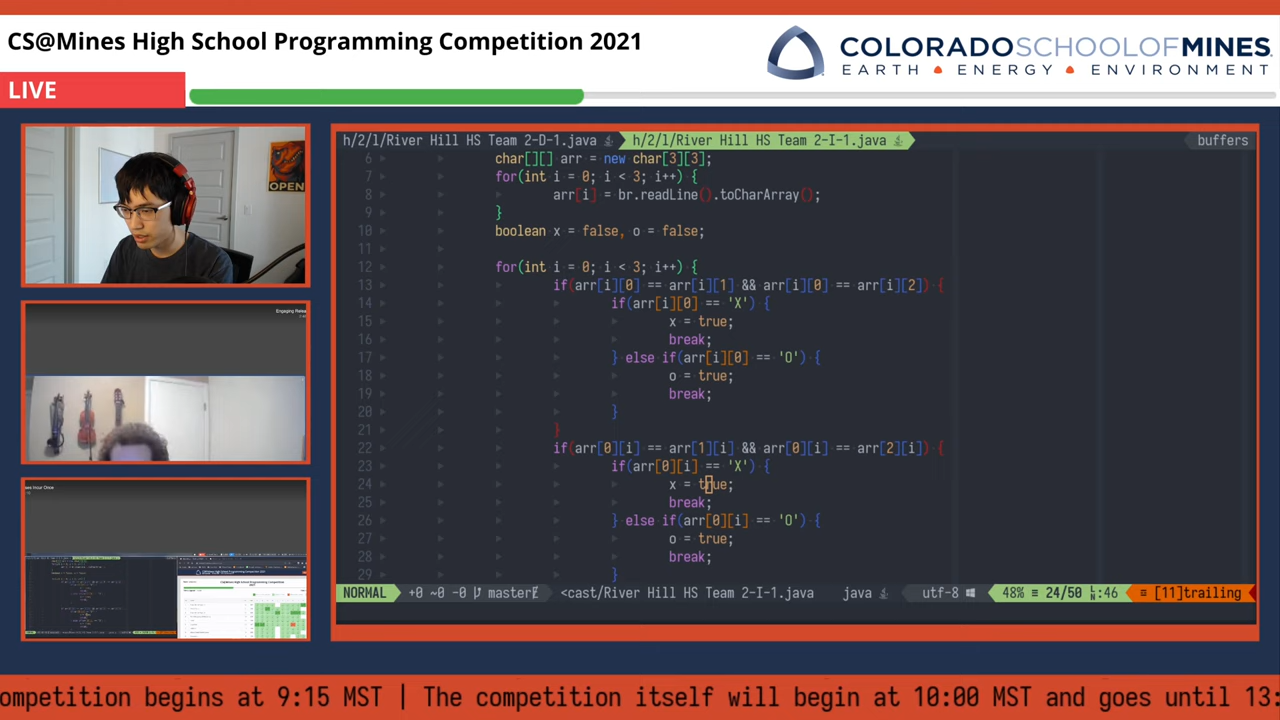 CS@Mines High School Programming Competition 2021
COLORADOSCHOOLOFMINES
EARTH • ENERGY • ENVIRONMENT
LIVE
OPEN
h/2/l/River Hill HS Team 2-D-1.java
h/2/l/River Hill HS Team 2-I-1.java
buffers
6 char[][] arr = new char[3][3];
7 for(int i = 0; i < 3; i++) {
8 arr[i] = br.readLine().toCharArray();
9 }
10 boolean x = false, o = false;
11
12 for(int i = 0; i < 3; i++) {
13 if(arr[i][0] == arr[i][1] && arr[i][0] == arr[i][2]) {
14 if(arr[i][0] == 'X') {
15 x = true;
16 break;
17 } else if(arr[i][0] == 'O') {
18 o = true;
19 break;
20 }
21 }
22 if(arr[0][i] == arr[1][i] && arr[0][i] == arr[2][i]) {
23 if(arr[0][i] == 'X') {
24 x = true;
25 break;
26 } else if(arr[0][i] == 'O') {
27 o = true;
28 break;
29 }
NORMAL +0 ~0 -0 master <cast/River Hill HS Team 2-I-1.java java utf-8 48% ≡ 24/50 :46 ≡ [11]trailing
ompetition begins at 9:15 MST | The competition itself will begin at 10:00 MST and goes until 13: